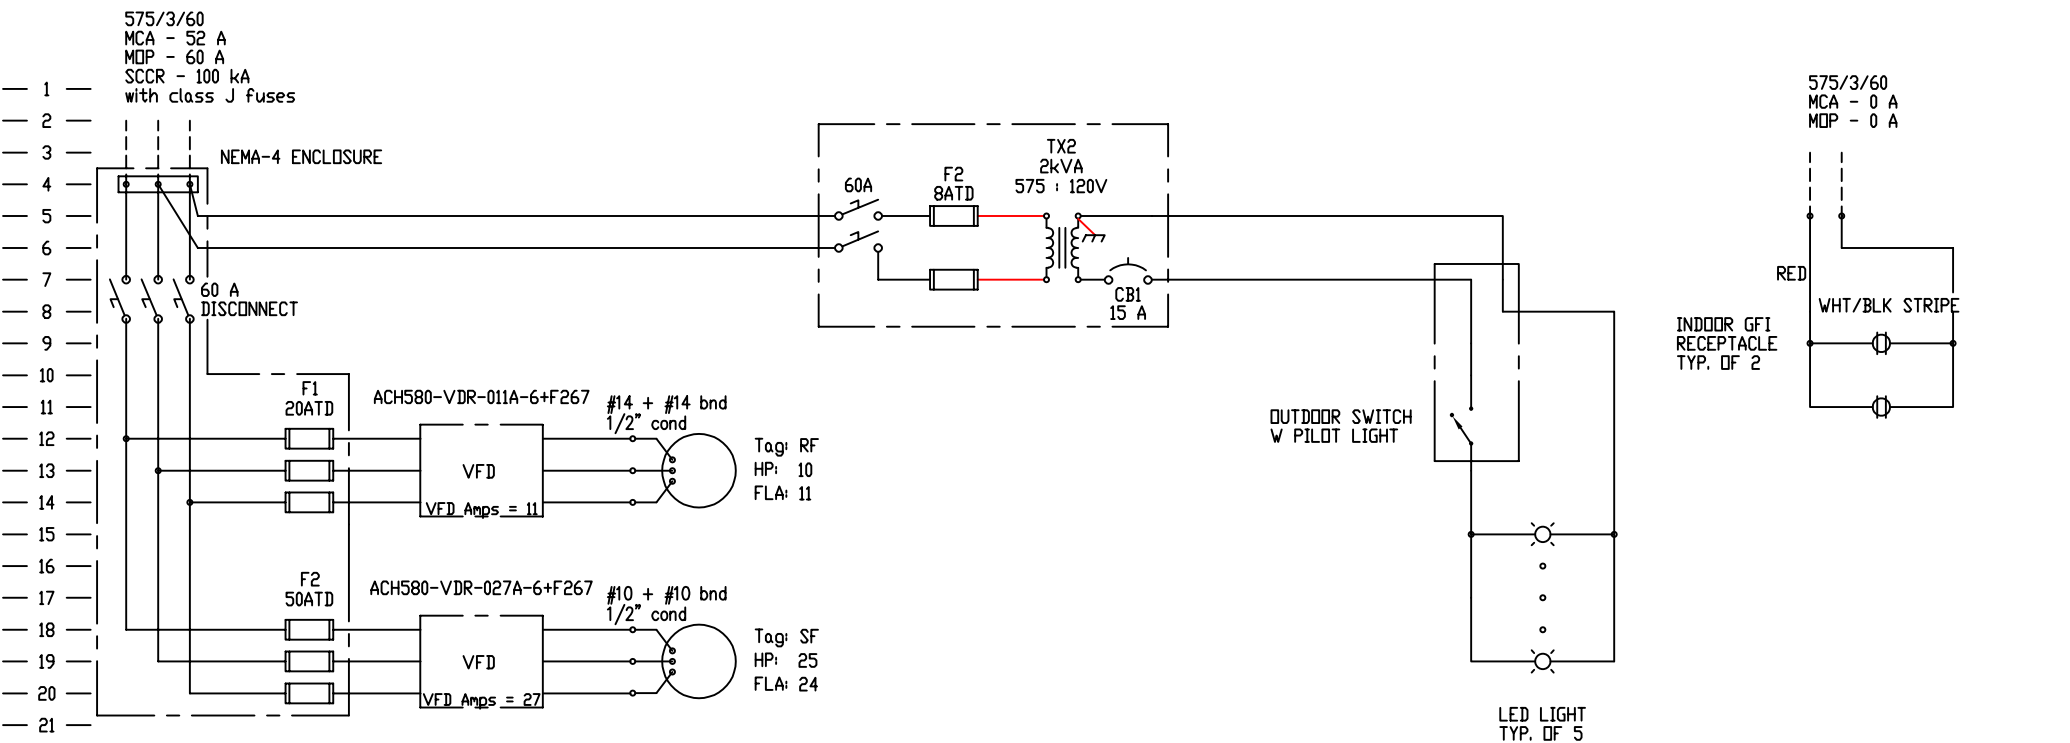 575/3/60
MCA - 52 A
MOP - 60 A
SCCR - 100 kA
with class J fuses
1
2
3
4
5
6
7
8
9
10
11
12
13
14
15
16
17
18
19
20
21
NEMA-4 ENCLOSURE
60 A
DISCONNECT
F1
20ATD
ACH580-VDR-011A-6+F267
#14 + #14 bnd
1/2" cond
VFD
VFD Amps = 11
Tag: RF
HP: 10
FLA: 11
F2
50ATD
ACH580-VDR-027A-6+F267
#10 + #10 bnd
1/2" cond
VFD
VFD Amps = 27
Tag: SF
HP: 25
FLA: 24
60A
F2
8ATD
TX2
2kVA
575 : 120V
CB1
15 A
OUTDOOR SWITCH
W PILOT LIGHT
LED LIGHT
TYP. OF 5
575/3/60
MCA - 0 A
MOP - 0 A
RED
WHT/BLK STRIPE
INDOOR GFI
RECEPTACLE
TYP. OF 2